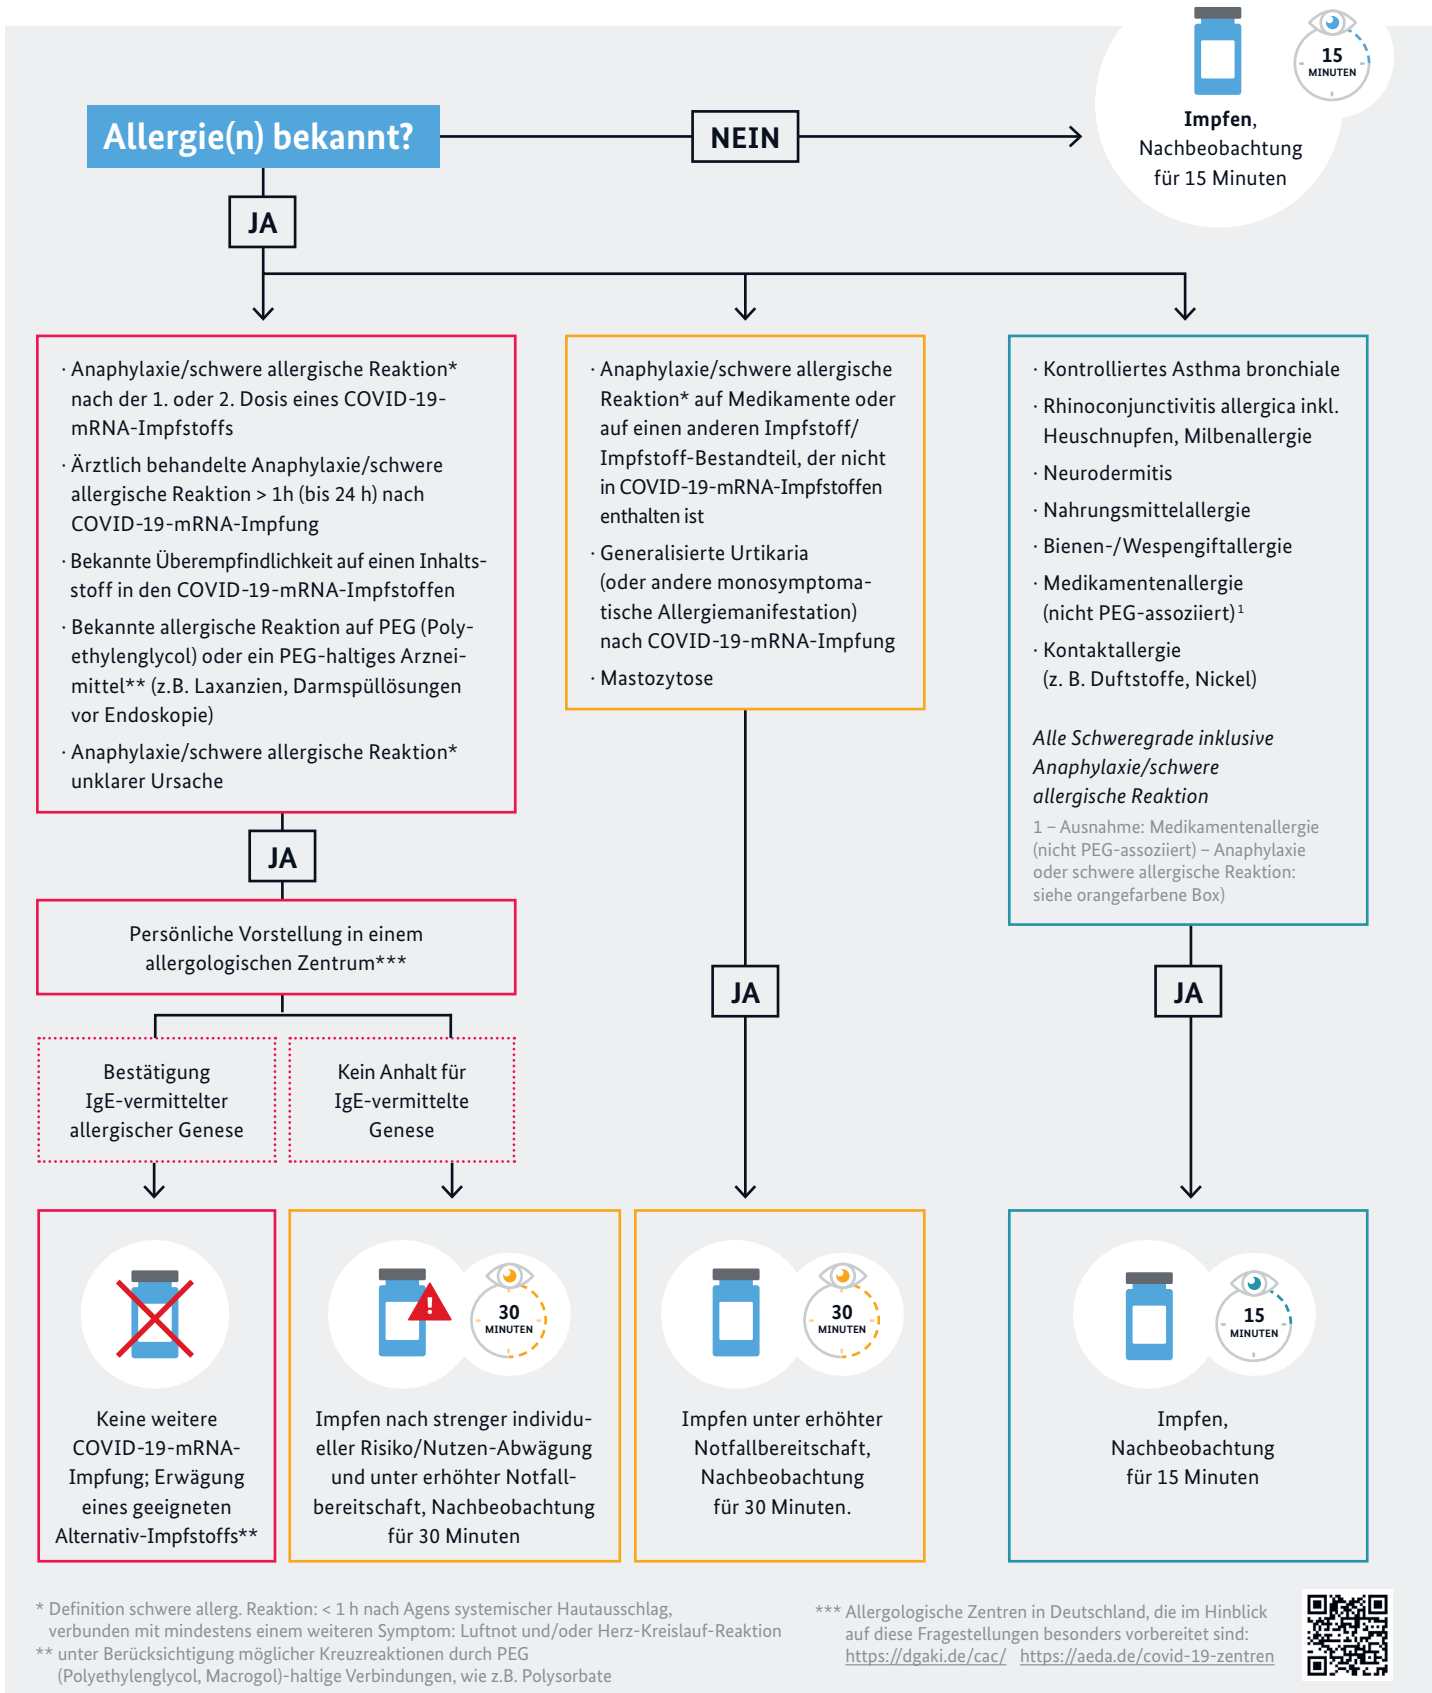 15
MINUTEN
Impfen,
Nachbeobachtung
für 15 Minuten
Allergie(n) bekannt?
NEIN
JA
· Anaphylaxie/schwere allergische Reaktion*
nach der 1. oder 2. Dosis eines COVID-19-
mRNA-Impfstoffs
· Ärztlich behandelte Anaphylaxie/schwere
allergische Reaktion > 1h (bis 24 h) nach
COVID-19-mRNA-Impfung
· Bekannte Überempfindlichkeit auf einen Inhalts-
stoff in den COVID-19-mRNA-Impfstoffen
· Bekannte allergische Reaktion auf PEG (Poly-
ethylenglycol) oder ein PEG-haltiges Arznei-
mittel** (z.B. Laxanzien, Darmspüllösungen
vor Endoskopie)
· Anaphylaxie/schwere allergische Reaktion*
unklarer Ursache
· Anaphylaxie/schwere allergische
Reaktion* auf Medikamente oder
auf einen anderen Impfstoff/
Impfstoff-Bestandteil, der nicht
in COVID-19-mRNA-Impfstoffen
enthalten ist
· Generalisierte Urtikaria
(oder andere monosymptoma-
tische Allergiemanifestation)
nach COVID-19-mRNA-Impfung
· Mastozytose
· Kontrolliertes Asthma bronchiale
· Rhinoconjunctivitis allergica inkl.
Heuschnupfen, Milbenallergie
· Neurodermitis
· Nahrungsmittelallergie
· Bienen-/Wespengiftallergie
· Medikamentenallergie
(nicht PEG-assoziiert)¹
· Kontaktallergie
(z. B. Duftstoffe, Nickel)
Alle Schweregrade inklusive
Anaphylaxie/schwere
allergische Reaktion
1 – Ausnahme: Medikamentenallergie
(nicht PEG-assoziiert) – Anaphylaxie
oder schwere allergische Reaktion:
siehe orangefarbene Box)
JA
Persönliche Vorstellung in einem
allergologischen Zentrum***
JA
JA
Bestätigung
IgE-vermittelter
allergischer Genese
Kein Anhalt für
IgE-vermittelte
Genese
Keine weitere
COVID-19-mRNA-
Impfung; Erwägung
eines geeigneten
Alternativ-Impfstoffs**
!
30
MINUTEN
Impfen nach strenger individu-
eller Risiko/Nutzen-Abwägung
und unter erhöhter Notfall-
bereitschaft, Nachbeobachtung
für 30 Minuten
30
MINUTEN
Impfen unter erhöhter
Notfallbereitschaft,
Nachbeobachtung
für 30 Minuten.
15
MINUTEN
Impfen,
Nachbeobachtung
für 15 Minuten
* Definition schwere allerg. Reaktion: < 1 h nach Agens systemischer Hautausschlag,
verbunden mit mindestens einem weiteren Symptom: Luftnot und/oder Herz-Kreislauf-Reaktion
** unter Berücksichtigung möglicher Kreuzreaktionen durch PEG
(Polyethylenglycol, Macrogol)-haltige Verbindungen, wie z.B. Polysorbate
*** Allergologische Zentren in Deutschland, die im Hinblick
auf diese Fragestellungen besonders vorbereitet sind:
https://dgaki.de/cac/ https://aeda.de/covid-19-zentren